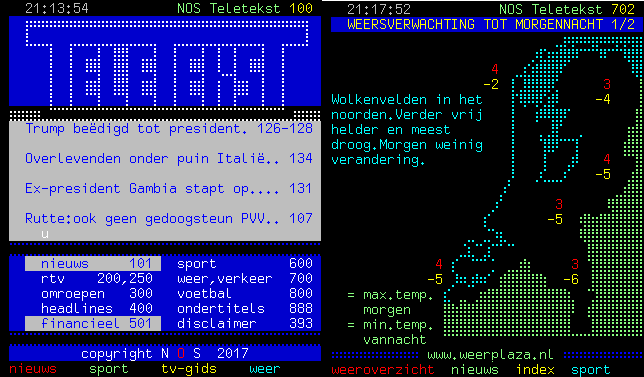 21:13:54 NOS Teletekst 100
TELETEKST
Trump beëdigd tot president. 126-128
Overlevenden onder puin Italië.. 134
Ex-president Gambia stapt op.... 131
Rutte:ook geen gedoogsteun PVV.. 107
u
nieuws 101 sport 600
rtv 200,250 weer,verkeer 700
omroepen 300 voetbal 800
headlines 400 ondertitels 888
financieel 501 disclaimer 393
copyright N O S 2017
nieuws sport tv-gids weer
21:17:52 NOS Teletekst 702
WEERSVERWACHTING TOT MORGENNACHT 1/2
4
-2
3
-4
Wolkenvelden in het
noorden.Verder vrij
helder en meest
droog.Morgen weinig
verandering.
4
-5
3
-5
4
-5
3
-6
= max.temp.
morgen
= min.temp.
vannacht
www.weerplaza.nl
weeroverzicht nieuws index sport